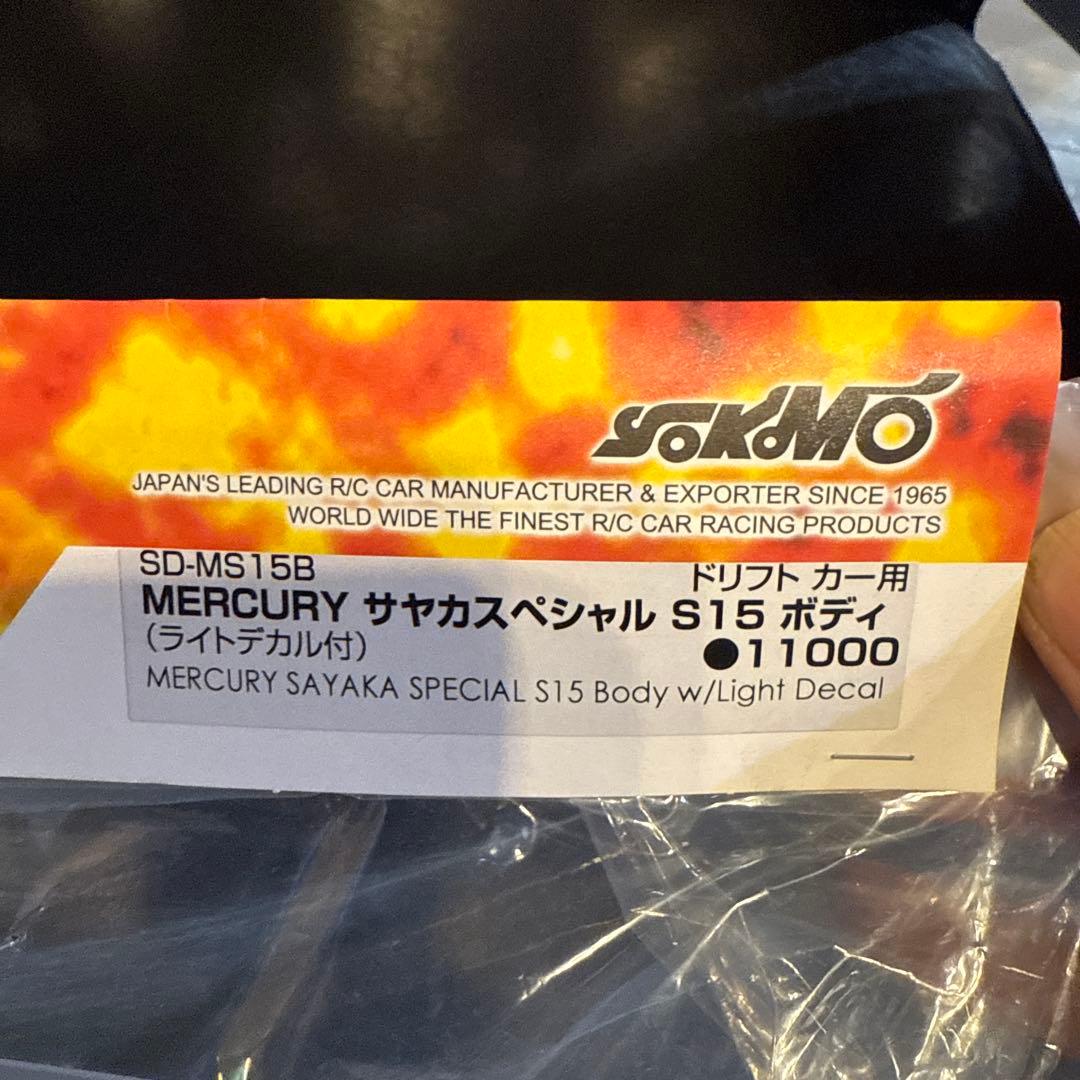 YOKOMO
JAPAN'S LEADING R/C CAR MANUFACTURER & EXPORTER SINCE 1965
WORLD WIDE THE FINEST R/C CAR RACING PRODUCTS
SD-MS15B ドリフト カー用
MERCURY サヤカスペシャル S15 ボディ
(ライトデカル付) ●11000
MERCURY SAYAKA SPECIAL S15 Body w/Light Decal